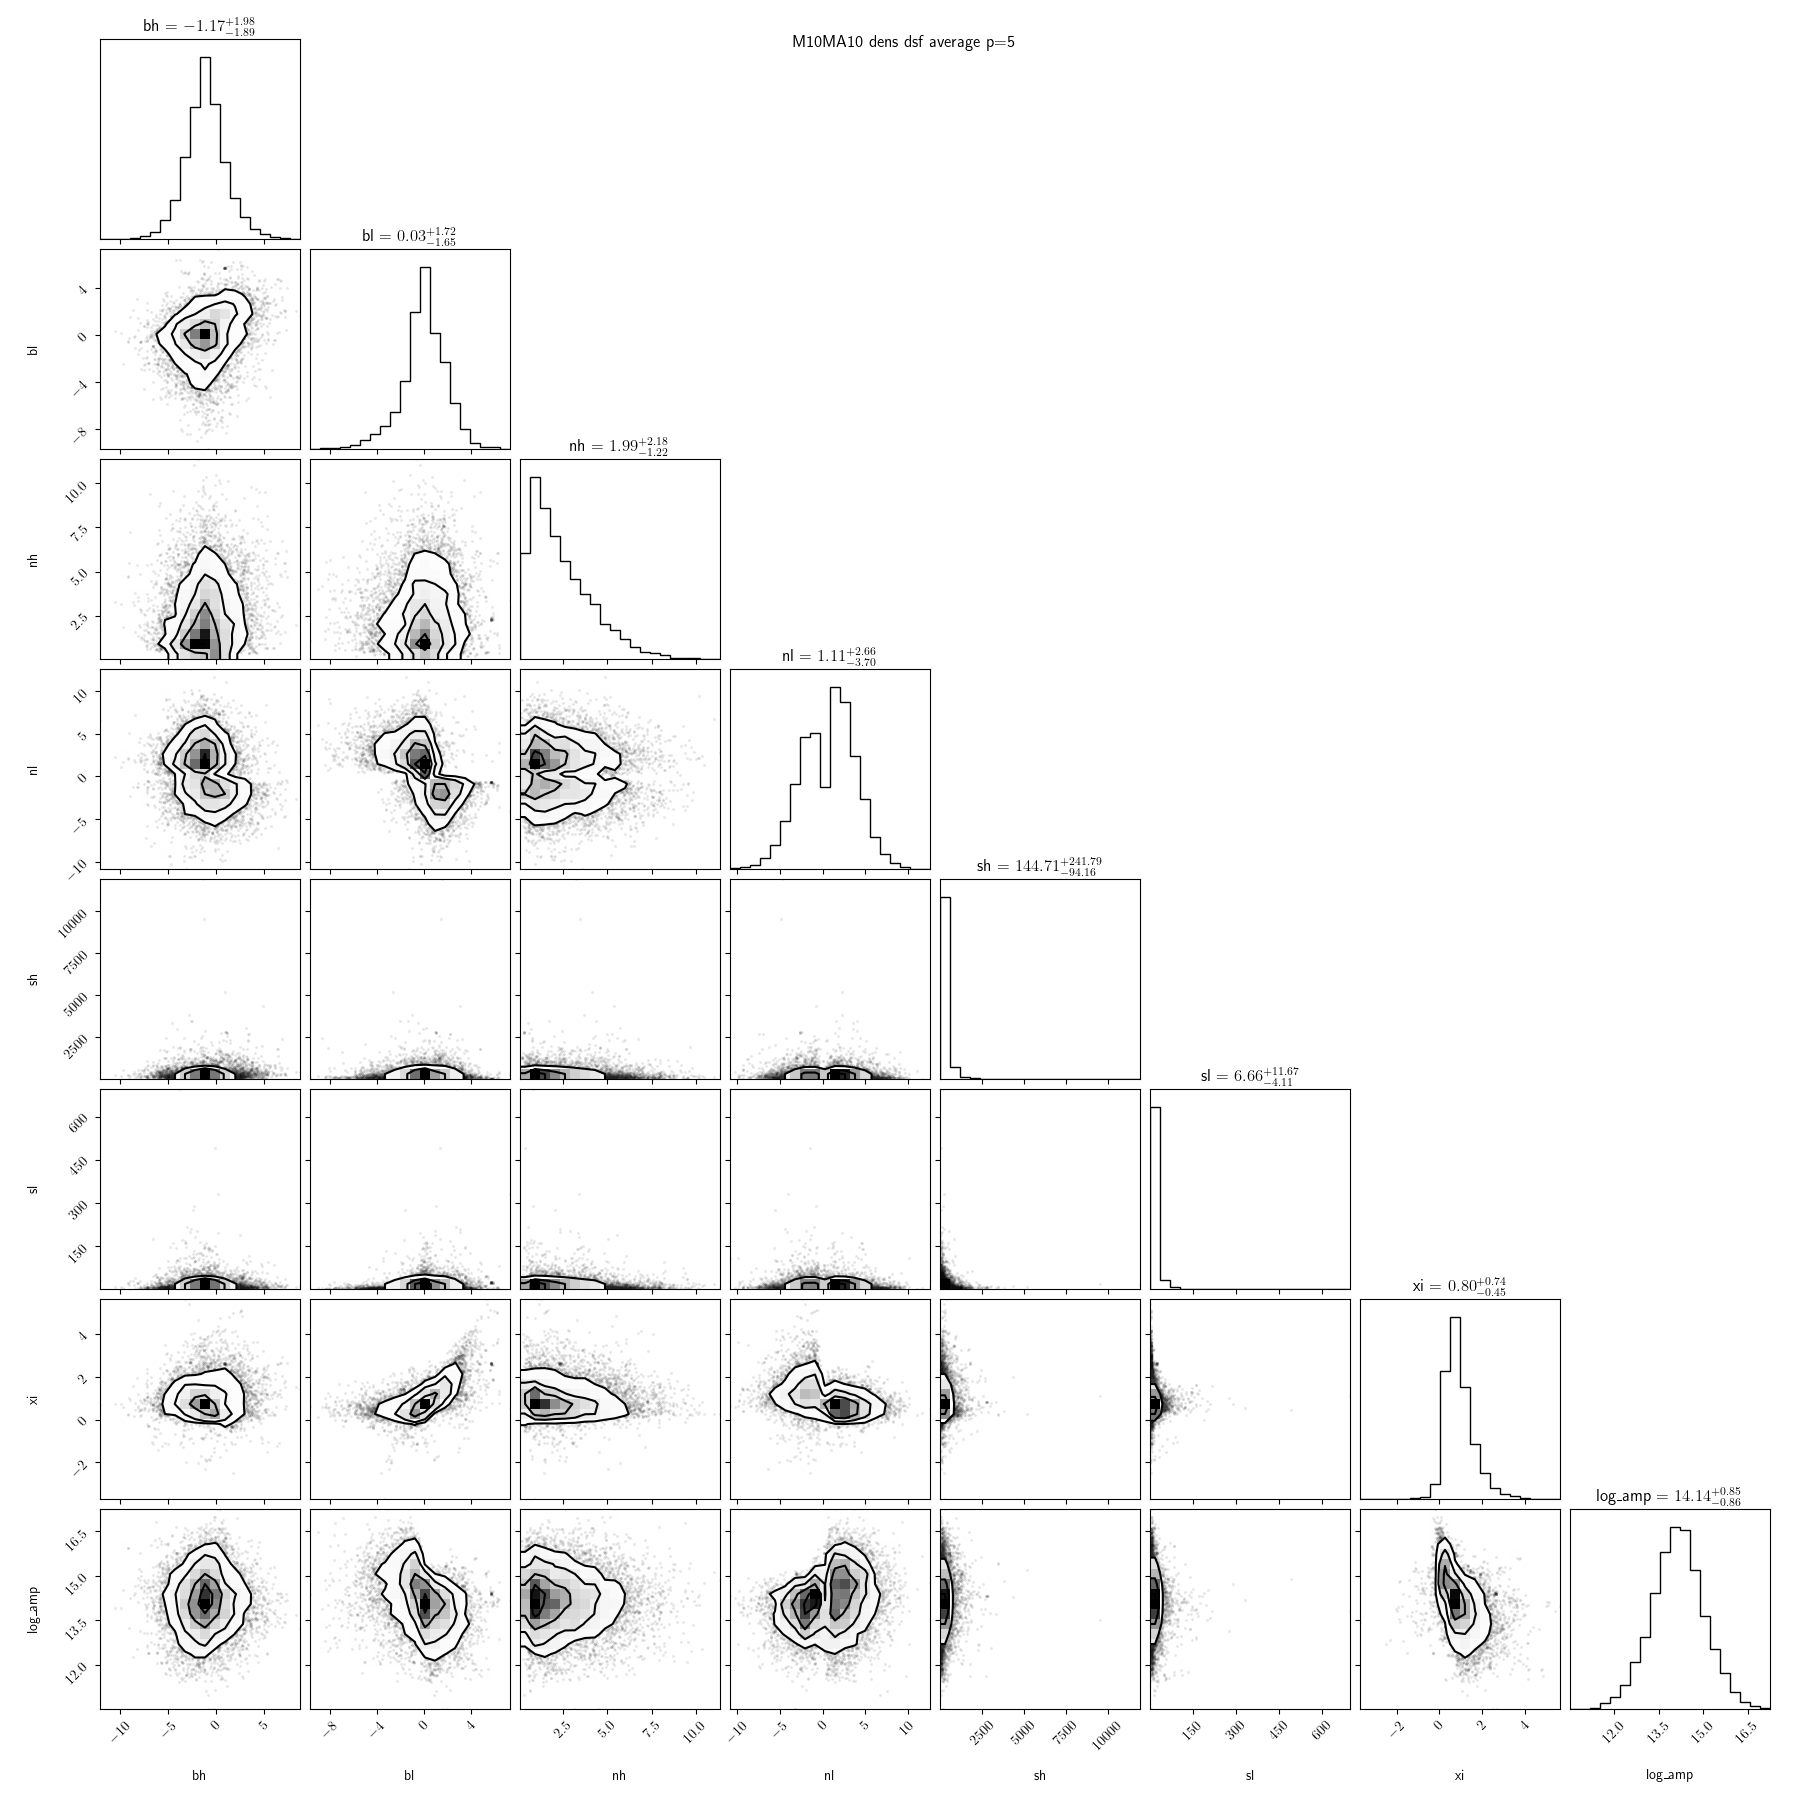 bh = −1.17+1.98−1.89
M10MA10 dens dsf average p=5
bl = 0.03+1.72−1.65
4
0
−4
−8
bl
nh = 1.99+2.18−1.22
10.0
7.5
5.0
2.5
nh
nl = 1.11+2.66−3.70
10
5
0
−5
−10
nl
sh = 144.71+241.79−94.16
10000
7500
5000
2500
sh
sl = 6.66+11.67−4.11
600
450
300
150
sl
xi = 0.80+0.74−0.45
4
2
0
−2
xi
log_amp = 14.14+0.85−0.86
16.5
15.0
13.5
12.0
log_amp
−10 −5 0 5 −8 −4 0 4 2.5 5.0 7.5 10.0 −10 −5 0 5 10 2500 5000 7500 10000 150 300 450 600 −2 0 2 4 12.0 13.5 15.0 16.5
bh bl nh nl sh sl xi log_amp